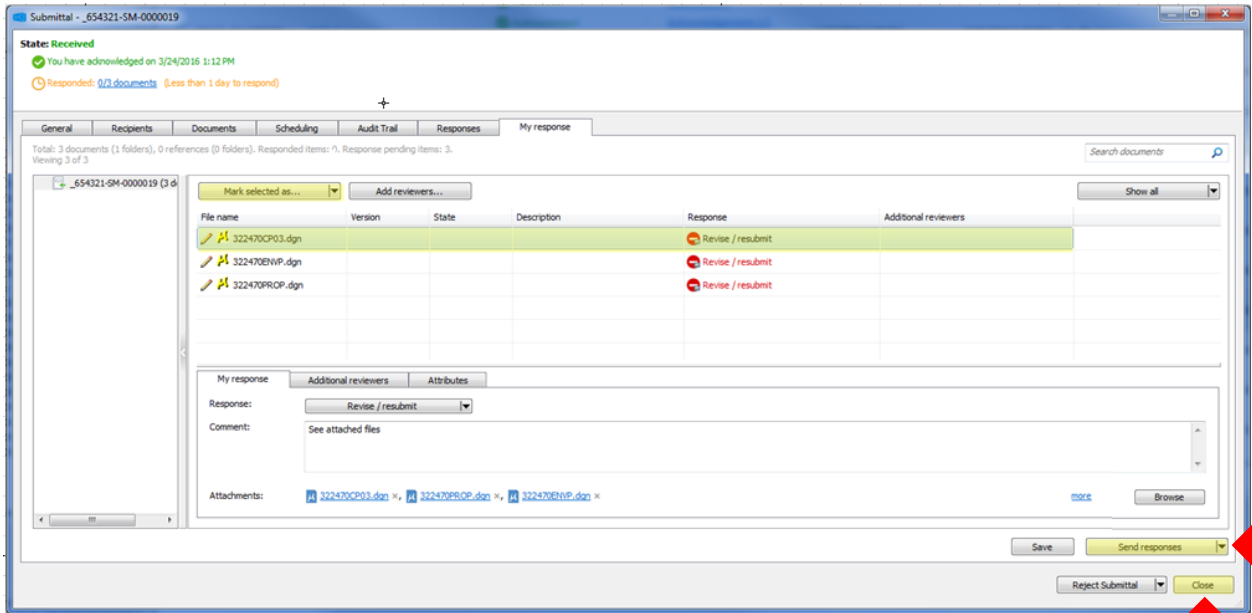 Submittal - _654321-SM-0000019
State: Received
You have acknowledged on 3/24/2016 1:12 PM
Responded: 0/3 documents (Less than 1 day to respond)
General Recipients Documents Scheduling Audit Trail Responses My response
Total: 3 documents (1 folders), 0 references (0 folders). Responded items: 0. Response pending items: 3.
Viewing 3 of 3
Search documents
_654321-SM-0000019 (3 d
Mark selected as... Add reviewers... Show all
File name Version State Description Response Additional reviewers
322470CP03.dgn Revise / resubmit
322470ENVP.dgn Revise / resubmit
322470PROP.dgn Revise / resubmit
My response Additional reviewers Attributes
Response: Revise / resubmit
Comment: See attached files
Attachments: 322470CP03.dgn ×, 322470PROP.dgn ×, 322470ENVP.dgn × more Browse
Save Send responses
Reject Submittal Close